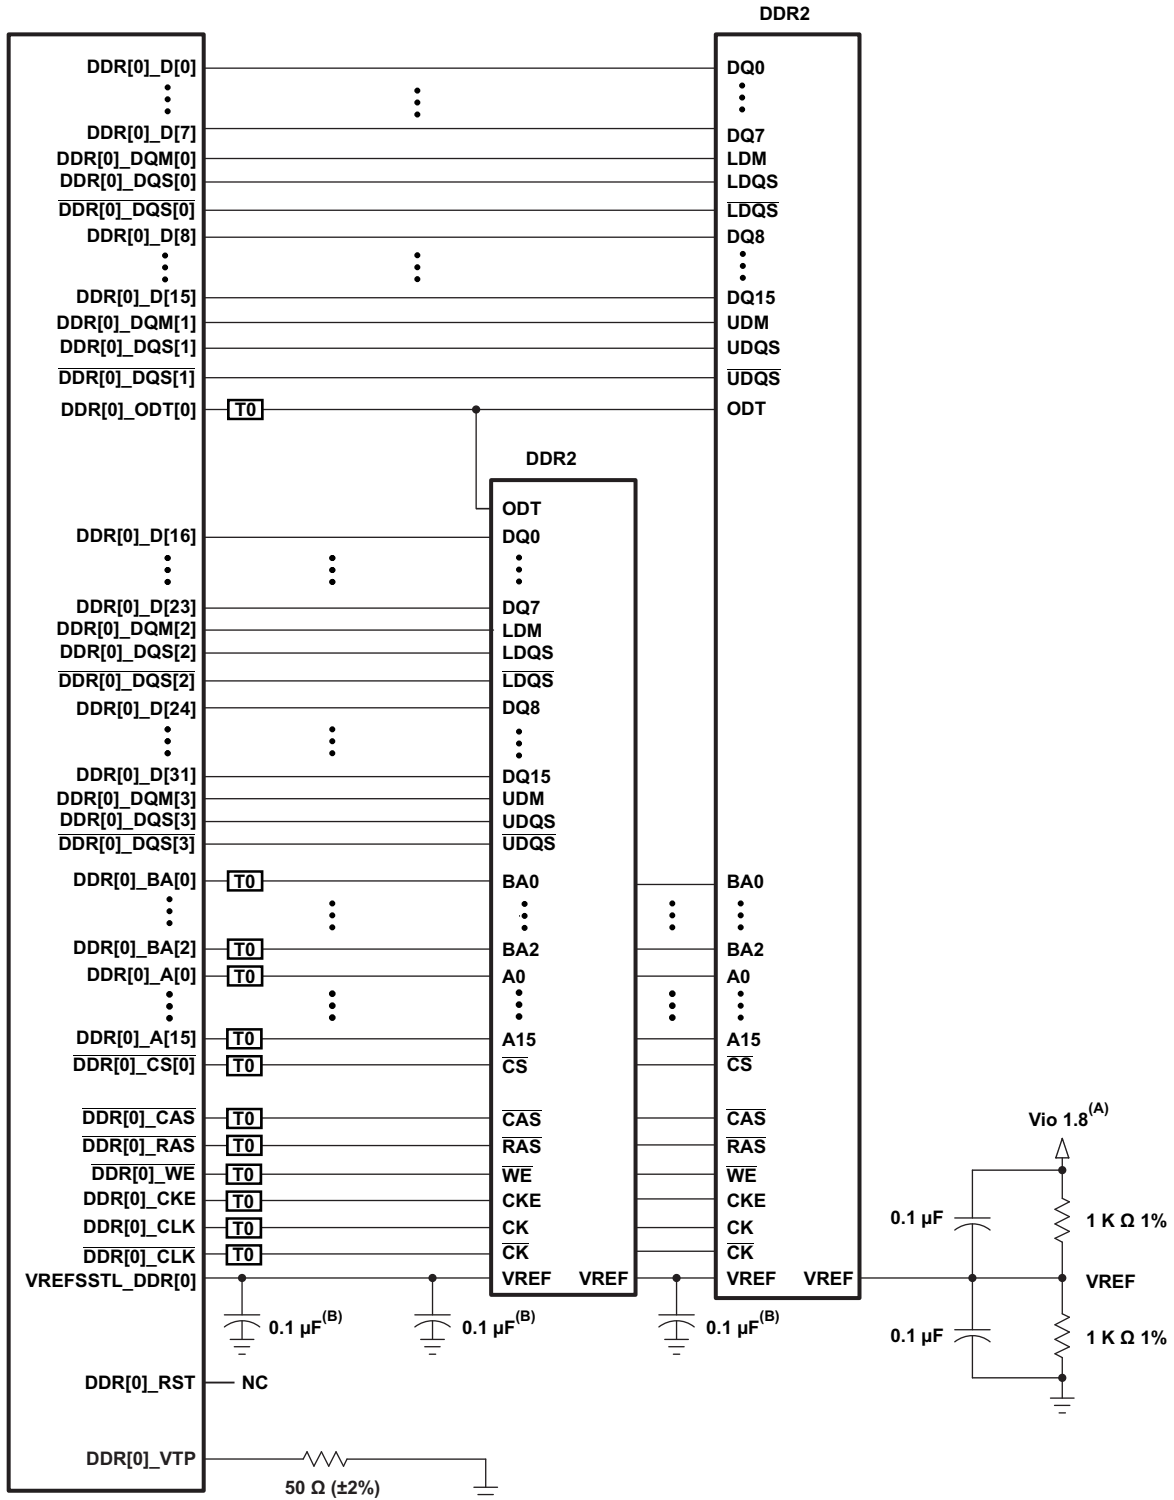 DDR2
DDR[0]_D[0] DQ0
DDR[0]_D[7] DQ7
DDR[0]_DQM[0] LDM
DDR[0]_DQS[0] LDQS
DDR[0]_DQS[0] LDQS
DDR[0]_D[8] DQ8
DDR[0]_D[15] DQ15
DDR[0]_DQM[1] UDM
DDR[0]_DQS[1] UDQS
DDR[0]_DQS[1] UDQS
DDR[0]_ODT[0] T0 ODT
DDR2
ODT
DDR[0]_D[16] DQ0
DDR[0]_D[23] DQ7
DDR[0]_DQM[2] LDM
DDR[0]_DQS[2] LDQS
DDR[0]_DQS[2] LDQS
DDR[0]_D[24] DQ8
DDR[0]_D[31] DQ15
DDR[0]_DQM[3] UDM
DDR[0]_DQS[3] UDQS
DDR[0]_DQS[3] UDQS
DDR[0]_BA[0] T0 BA0 BA0
DDR[0]_BA[2] T0 BA2 BA2
DDR[0]_A[0] T0 A0 A0
DDR[0]_A[15] T0 A15 A15
DDR[0]_CS[0] T0 CS CS
DDR[0]_CAS T0 CAS CAS
Vio 1.8(A)
DDR[0]_RAS T0 RAS RAS
DDR[0]_WE T0 WE WE
DDR[0]_CKE T0 CKE CKE
0.1 µF 1 K Ω 1%
DDR[0]_CLK T0 CK CK
DDR[0]_CLK T0 CK CK
VREFSSTL_DDR[0] VREF VREF VREF VREF VREF
0.1 µF(B) 0.1 µF(B) 0.1 µF(B) 0.1 µF 1 K Ω 1%
DDR[0]_RST NC
DDR[0]_VTP
50 Ω (±2%)